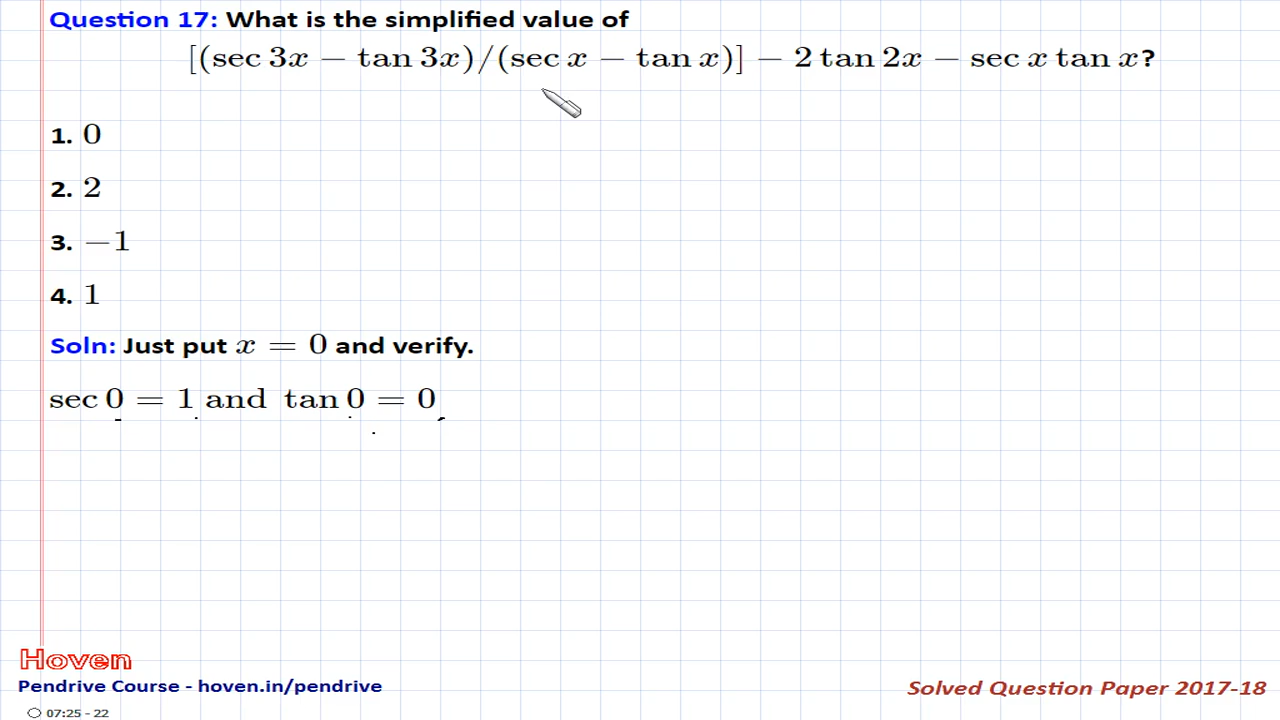 Question 17: What is the simplified value of
[(sec 3x − tan 3x)/(sec x − tan x)] − 2 tan 2x − sec x tan x?
1. 0
2. 2
3. −1
4. 1
Soln: Just put x = 0 and verify.
sec 0 = 1 and tan 0 = 0
Hoven
Pendrive Course - hoven.in/pendrive
Solved Question Paper 2017-18
07:25 - 22